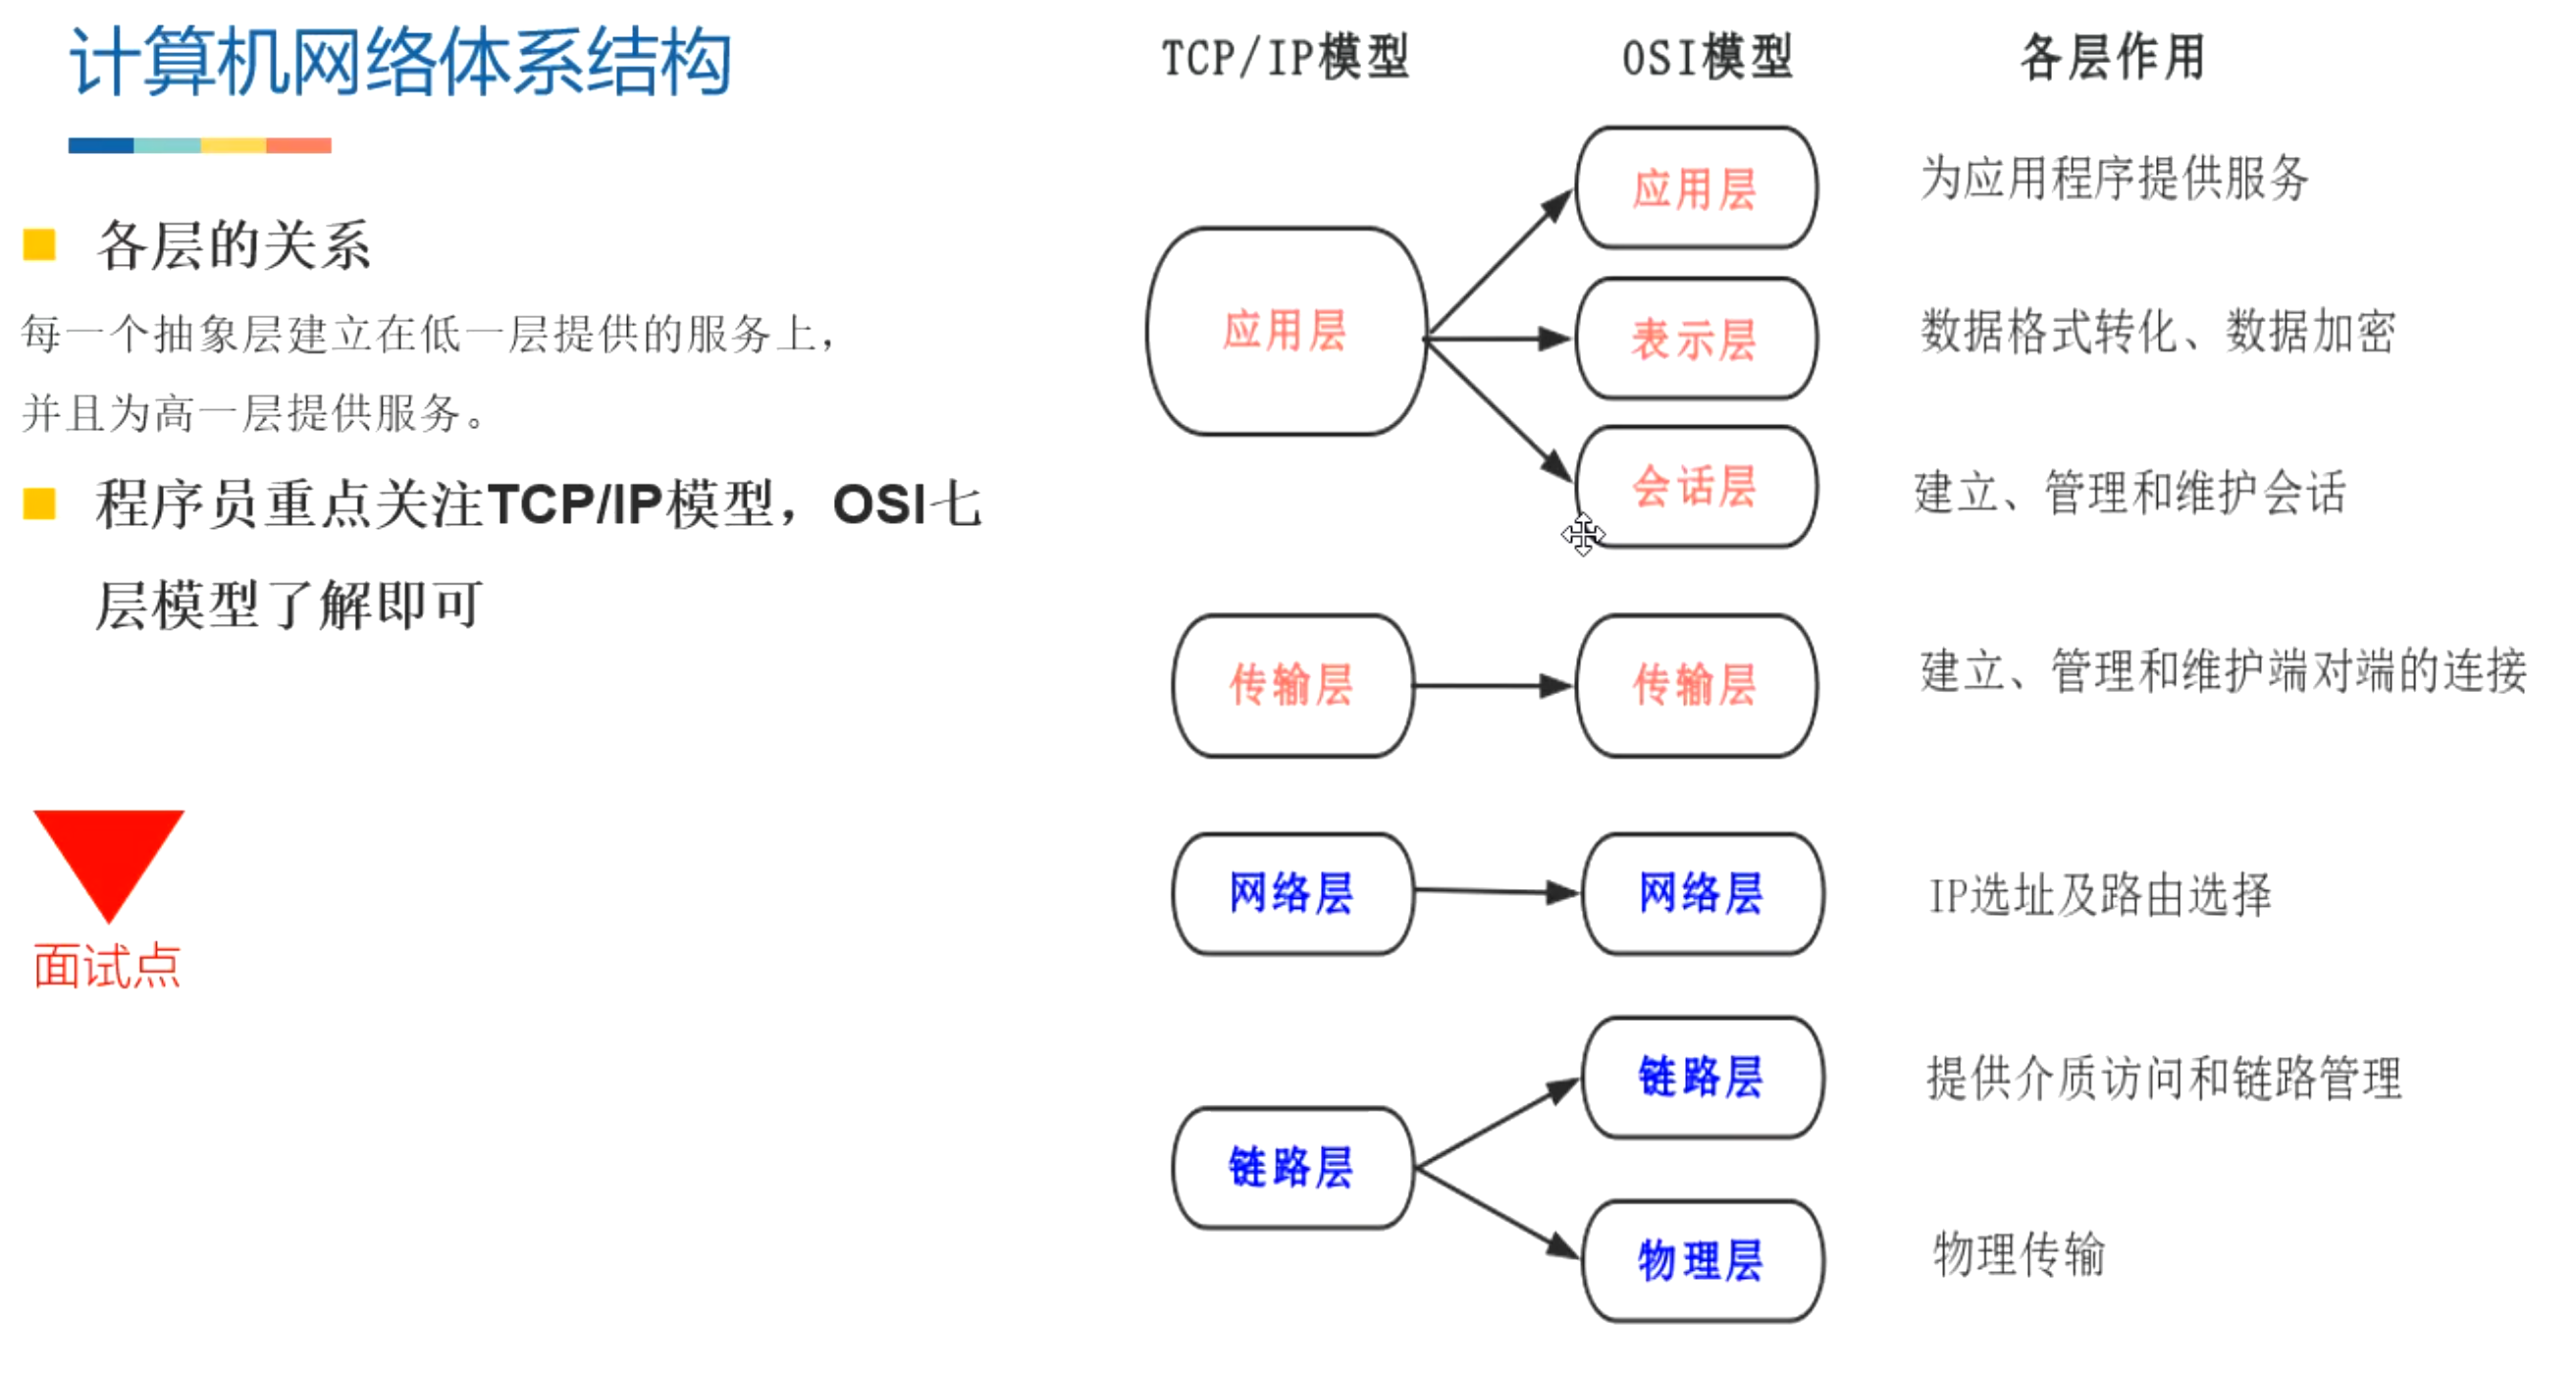 计算机网络体系结构
各层的关系
每一个抽象层建立在低一层提供的服务上，
并且为高一层提供服务。
程序员重点关注TCP/IP模型，OSI七
层模型了解即可
面试点
TCP/IP模型 OSI模型 各层作用
应用层 为应用程序提供服务
应用层 表示层 数据格式转化、数据加密
会话层 建立、管理和维护会话
传输层 传输层 建立、管理和维护端对端的连接
网络层 网络层 IP选址及路由选择
链路层 提供介质访问和链路管理
链路层
物理层 物理传输